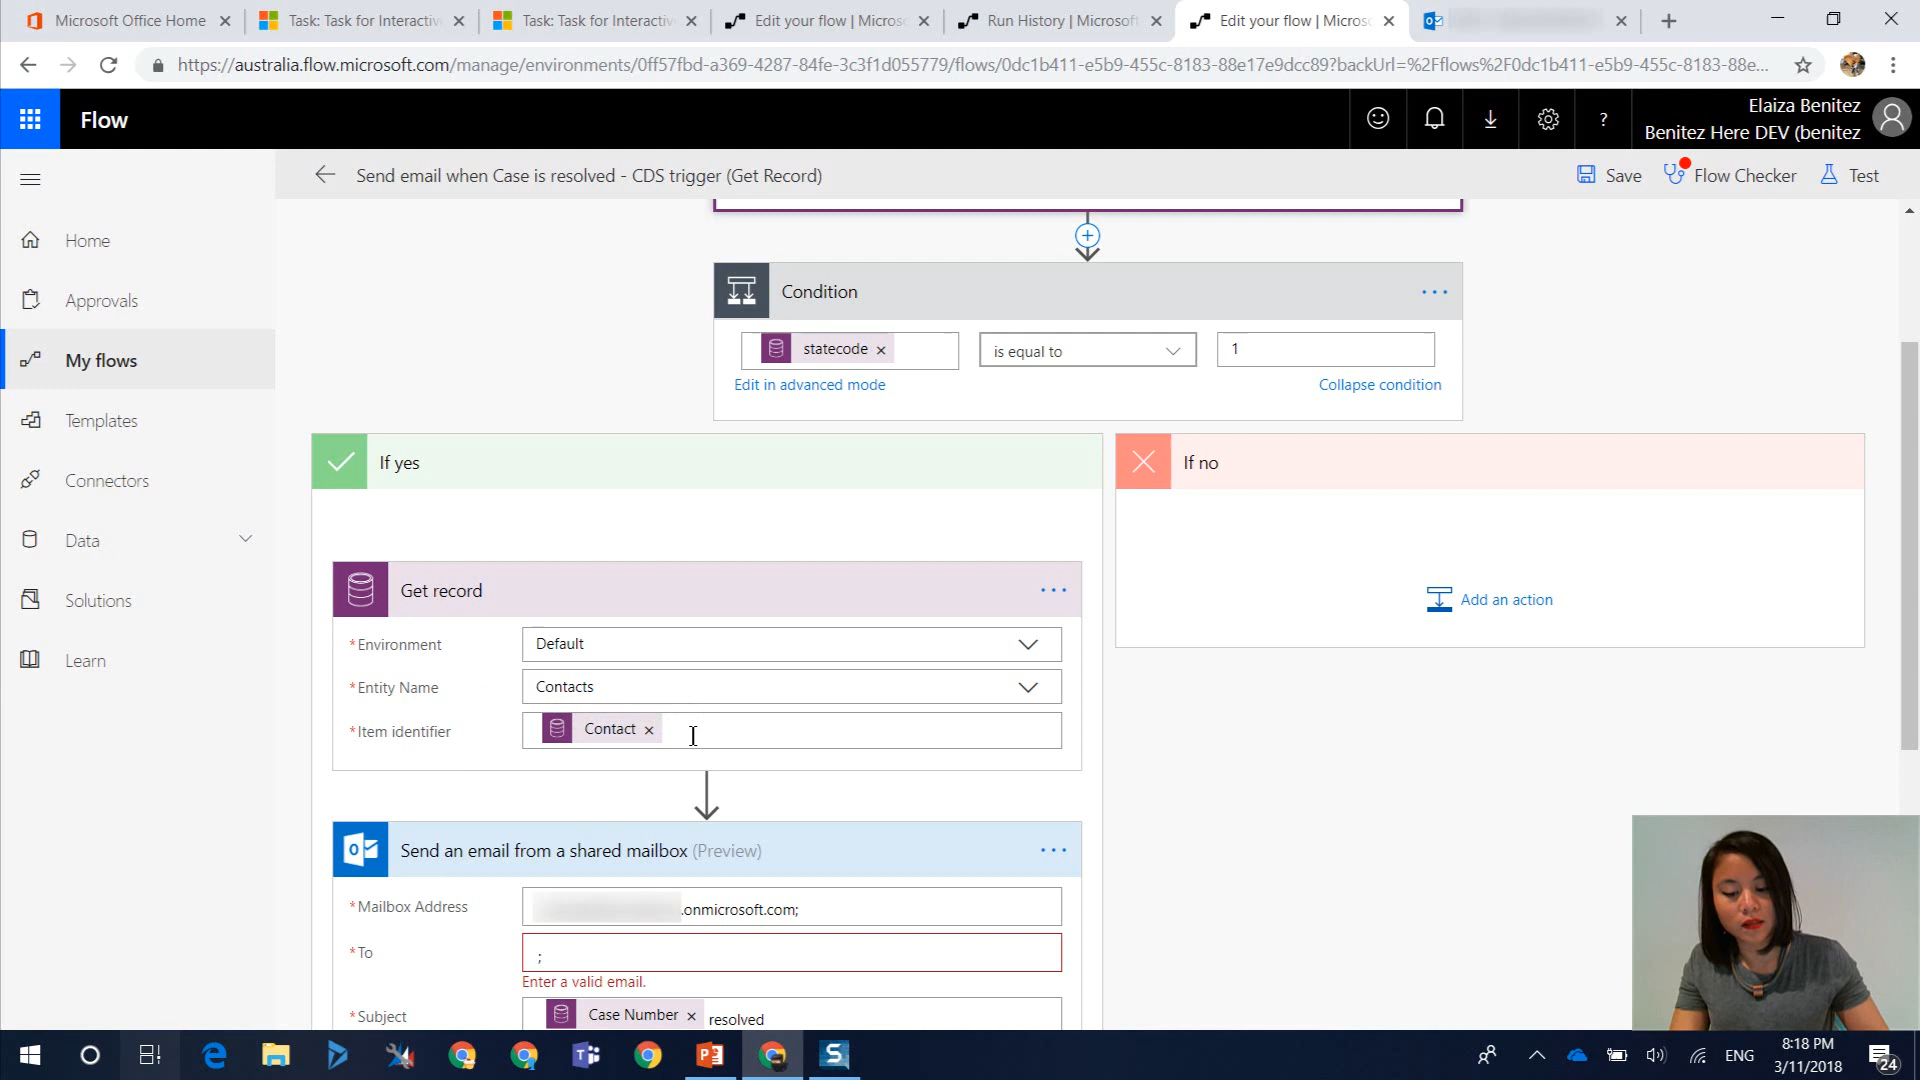 Microsoft Office Home
Task: Task for Interactiv
Task: Task for Interactiv
Edit your flow | Micros
Run History | Microsoft
Edit your flow | Micros
https://australia.flow.microsoft.com/manage/environments/0ff57fbd-a369-4287-84fe-3c3f1d055779/flows/0dc1b411-e5b9-455c-8183-88e17e9dcc89?backUrl=%2Fflows%2F0dc1b411-e5b9-455c-8183-88e...
Flow
?
Elaiza Benitez
Benitez Here DEV (benitez
Send email when Case is resolved - CDS trigger (Get Record)
Save
Flow Checker
Test
Home
Approvals
My flows
Templates
Connectors
Data
Solutions
Learn
Condition
statecode
is equal to
1
Edit in advanced mode
Collapse condition
If yes
If no
Add an action
Get record
*Environment
Default
*Entity Name
Contacts
*Item identifier
Contact
Send an email from a shared mailbox (Preview)
*Mailbox Address
.onmicrosoft.com;
*To
;
Enter a valid email.
*Subject
Case Number
resolved
ENG
8:18 PM
3/11/2018
24